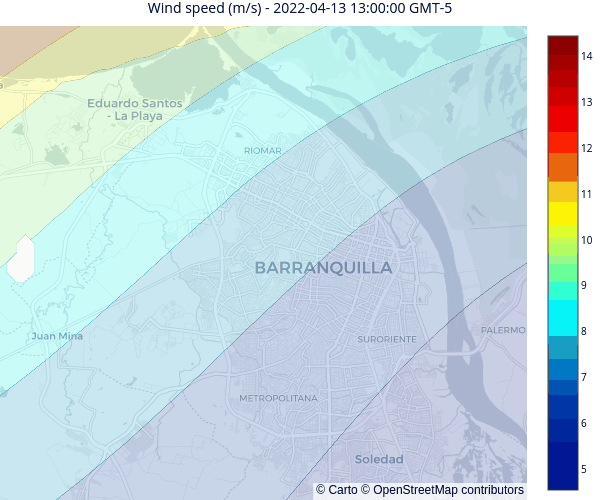 Wind speed (m/s) - 2022-04-13 13:00:00 GMT-5
14
a
Eduardo Santos
- La Playa
13
RIOMAR
12
11
10
BARRANQUILLA
9
Juan Mina
SURORIENTE
PALERMO
8
7
METROPOLITANA
6
Soledad
5
© Carto © OpenStreetMap contributors